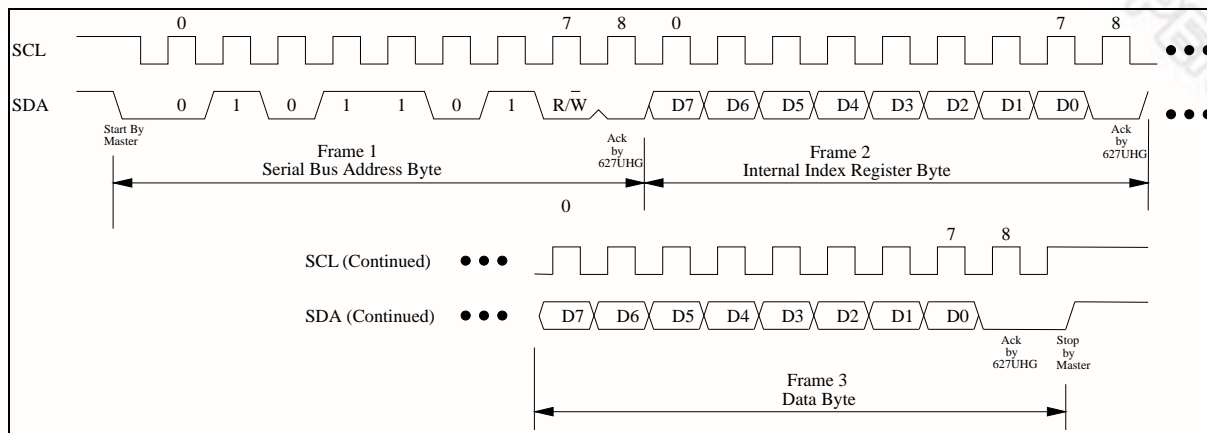 0 7 8 0 7 8
SCL
SDA 0 1 0 1 1 0 1 R/W D7 D6 D5 D4 D3 D2 D1 D0
Start By
Master
Ack
by
627UHG
Ack
by
627UHG
Frame 1
Serial Bus Address Byte
Frame 2
Internal Index Register Byte
0 7 8
SCL (Continued)
SDA (Continued) D7 D6 D5 D4 D3 D2 D1 D0
Ack
by
627UHG
Stop
by
Master
Frame 3
Data Byte